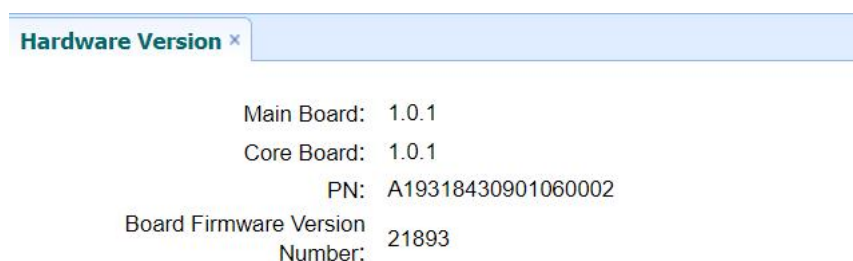 Hardware Version ×
Main Board: 1.0.1
Core Board: 1.0.1
PN: A19318430901060002
Board Firmware Version
Number: 21893